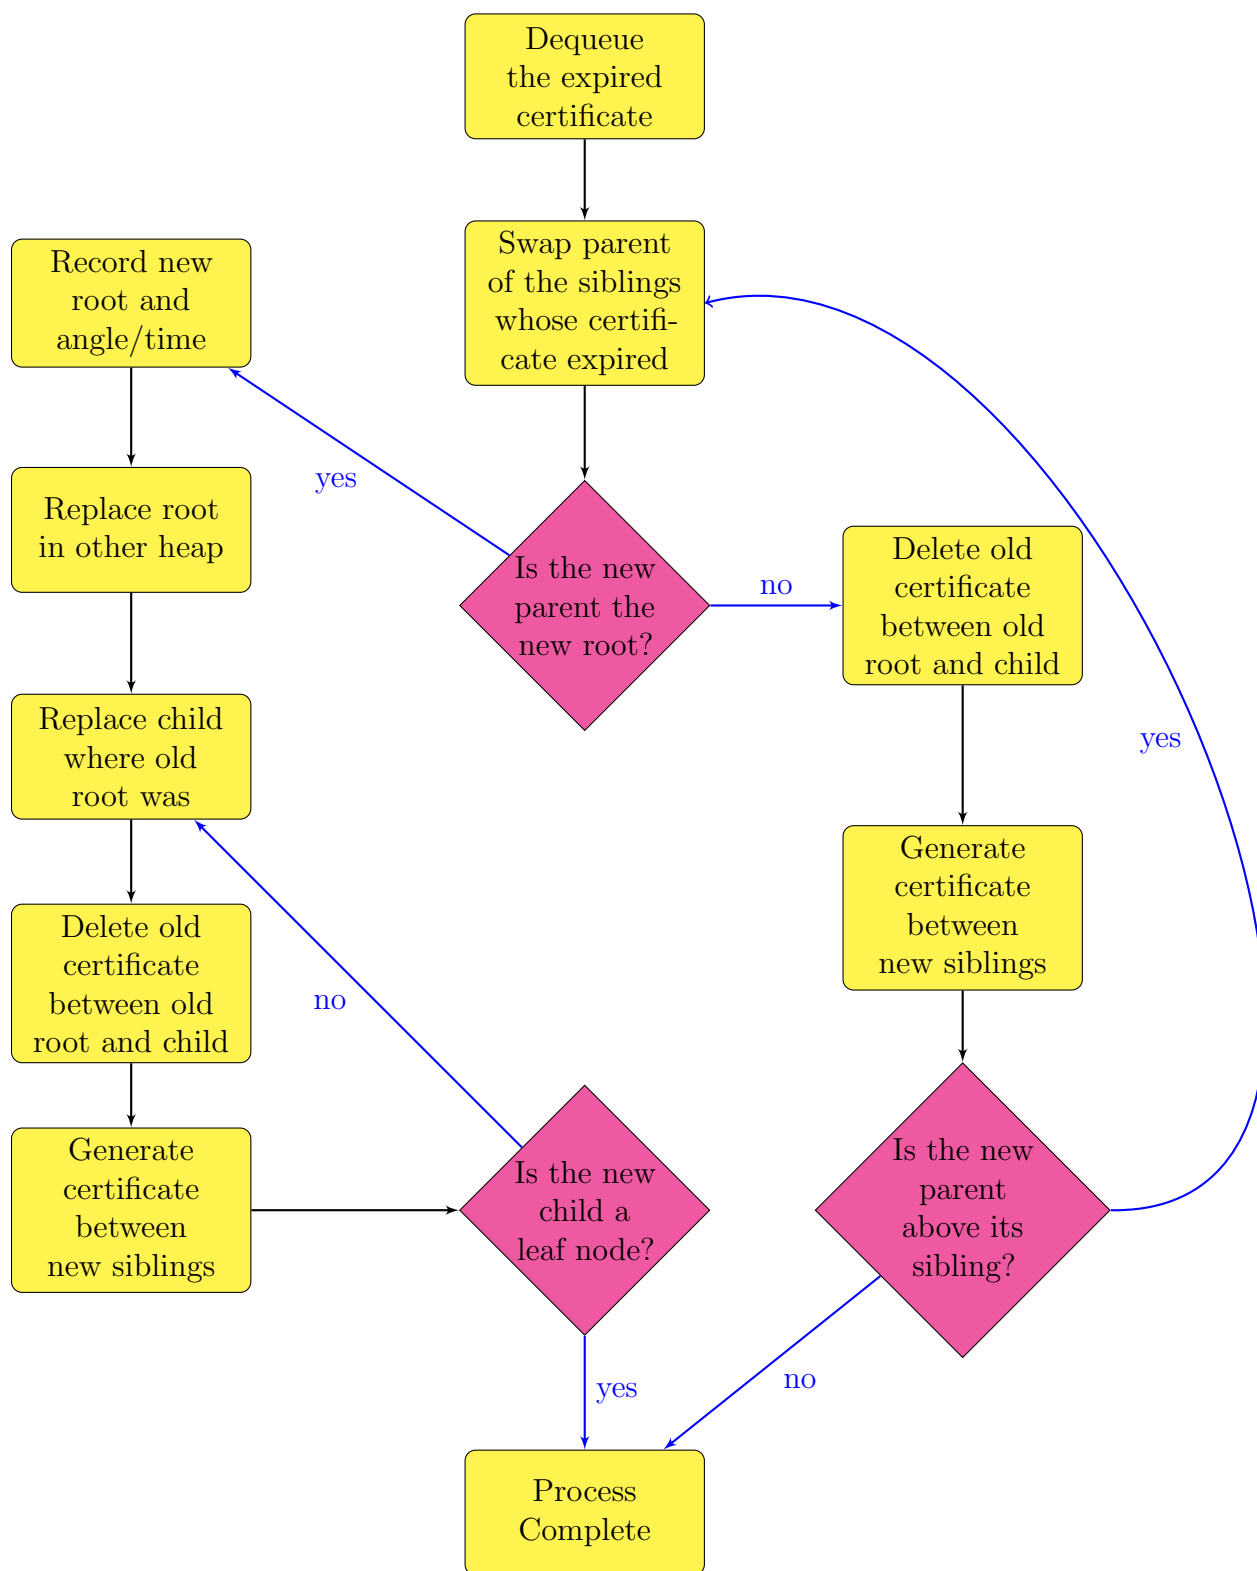 Dequeue
the expired
certificate
Swap parent
of the siblings
whose certifi-
cate expired
Record new
root and
angle/time
yes
Replace root
in other heap
Is the new
parent the
new root?
no
Delete old
certificate
between old
root and child
yes
Replace child
where old
root was
Generate
certificate
between
new siblings
Delete old
certificate
between old
root and child
no
Generate
certificate
between
new siblings
Is the new
child a
leaf node?
Is the new
parent
above its
sibling?
yes
no
Process
Complete